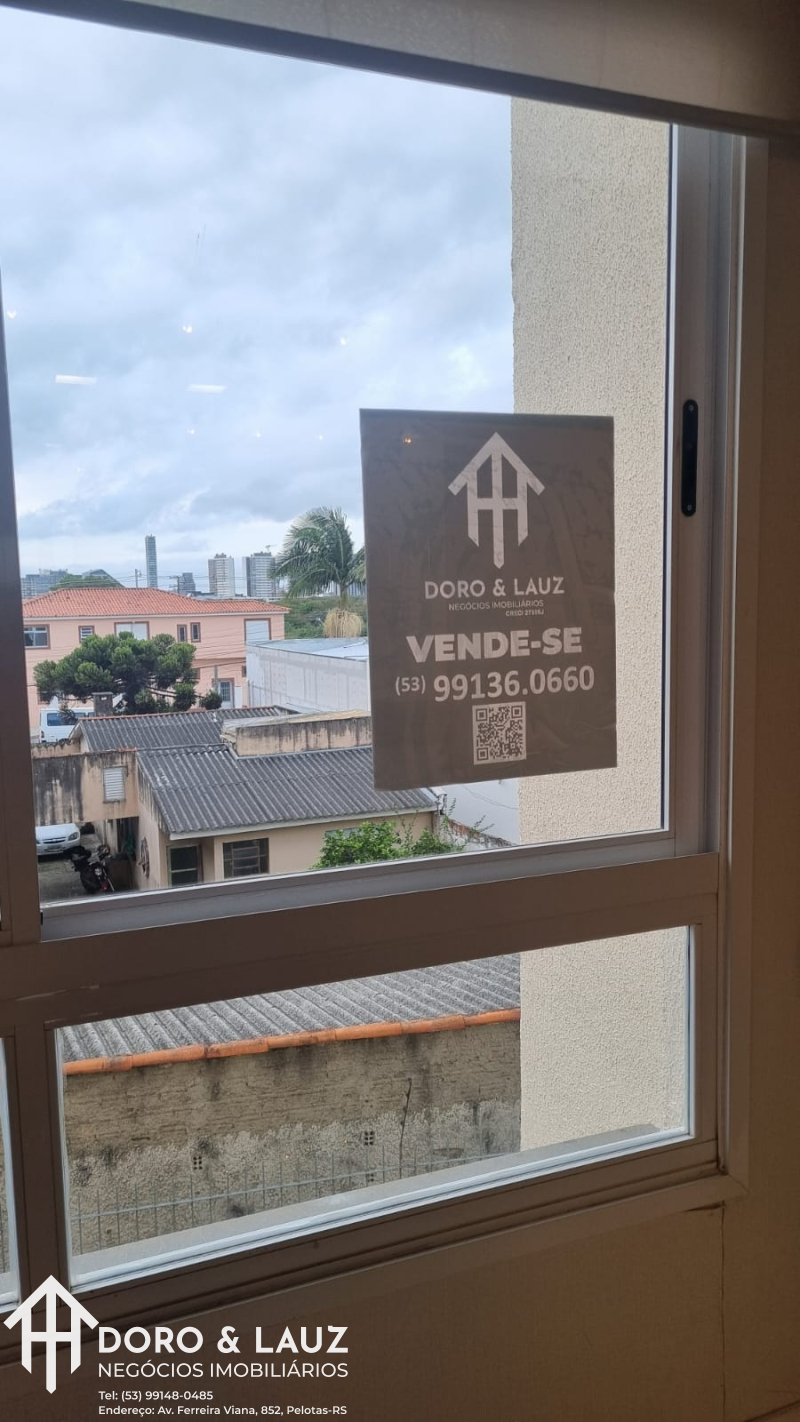 DORO & LAUZ
NEGÓCIOS IMOBILIÁRIOS
VENDE-SE
(53) 99136.0660
DORO & LAUZ
NEGÓCIOS IMOBILIÁRIOS
Tel: (53) 99148-0485
Endereço: Av. Ferreira Viana, 852, Pelotas-RS